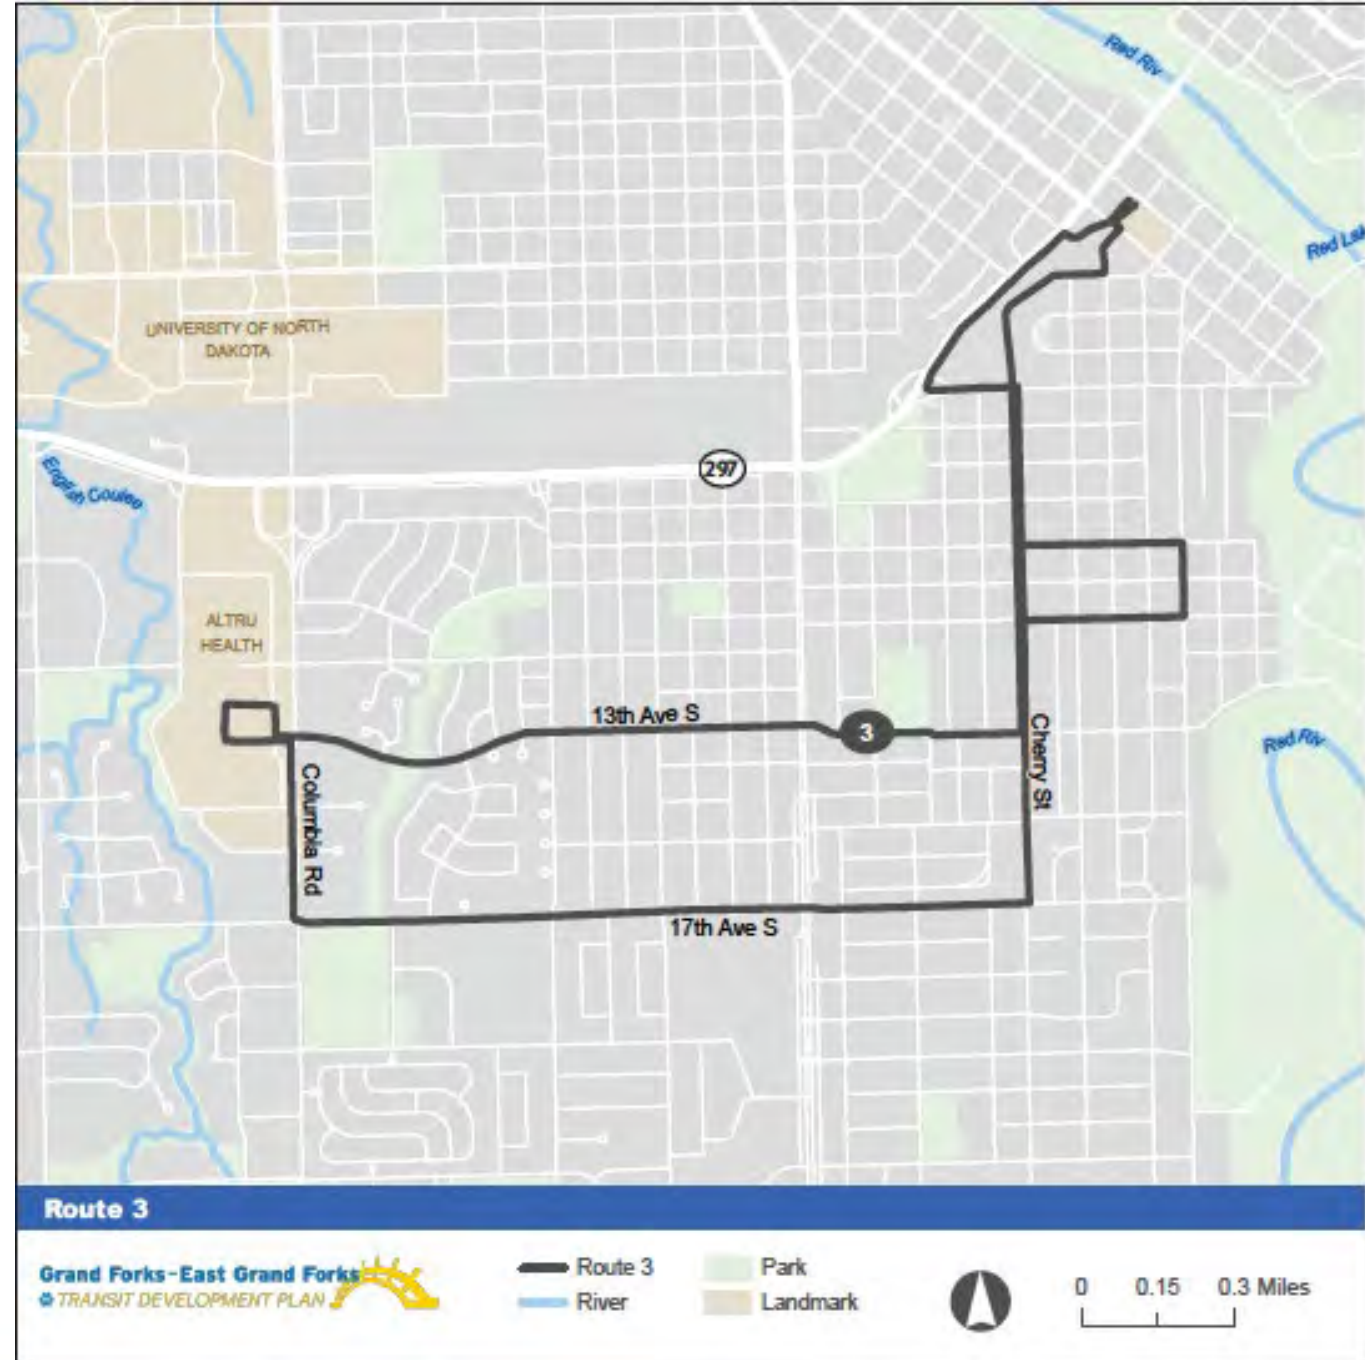 Red Riv
Red Lak
UNIVERSITY OF NORTH
DAKOTA
297
English Coulee
ALTRU
HEALTH
13th Ave S
3
Cherry St
Red Riv
Columbia Rd
17th Ave S
Route 3
Grand Forks-East Grand Forks
TRANSIT DEVELOPMENT PLAN
Route 3
River
Park
Landmark
0 0.15 0.3 Miles